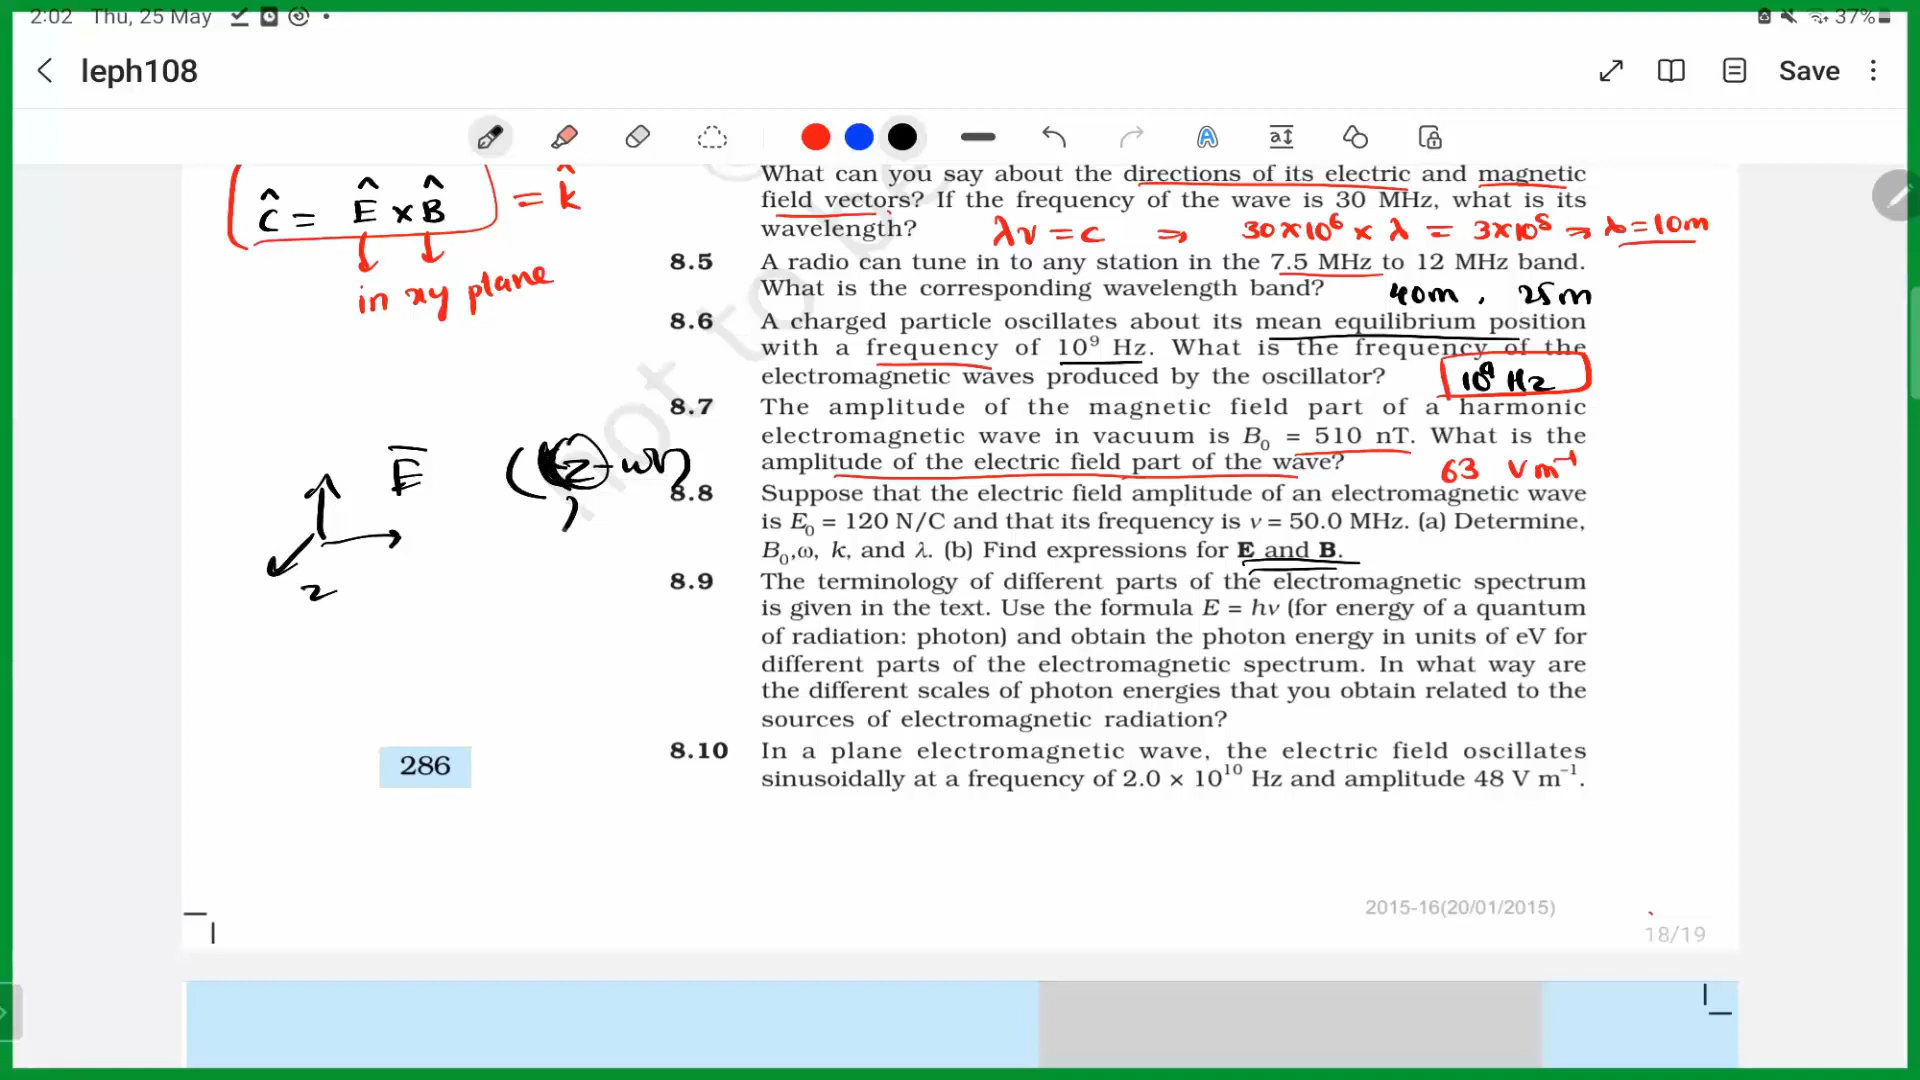 2:02 Thu, 25 May
37%
leph108
Save
ĉ = Ê × B̂ = k̂
in xy plane
What can you say about the directions of its electric and magnetic
field vectors? If the frequency of the wave is 30 MHz, what is its
wavelength? λν = c ⇒ 30×10⁶ × λ = 3×10⁸ ⇒ λ = 10m
8.5 A radio can tune in to any station in the 7.5 MHz to 12 MHz band.
What is the corresponding wavelength band? 40m, 25m
8.6 A charged particle oscillates about its mean equilibrium position
with a frequency of 10⁹ Hz. What is the frequency of the
electromagnetic waves produced by the oscillator? 10⁹ Hz
8.7 The amplitude of the magnetic field part of a harmonic
electromagnetic wave in vacuum is B₀ = 510 nT. What is the
amplitude of the electric field part of the wave? 63 Vm⁻¹
E (kz - ωt)
z
8.8 Suppose that the electric field amplitude of an electromagnetic wave
is E₀ = 120 N/C and that its frequency is ν = 50.0 MHz. (a) Determine,
B₀,ω, k, and λ. (b) Find expressions for E and B.
8.9 The terminology of different parts of the electromagnetic spectrum
is given in the text. Use the formula E = hν (for energy of a quantum
of radiation: photon) and obtain the photon energy in units of eV for
different parts of the electromagnetic spectrum. In what way are
the different scales of photon energies that you obtain related to the
sources of electromagnetic radiation?
8.10 In a plane electromagnetic wave, the electric field oscillates
sinusoidally at a frequency of 2.0 × 10¹⁰ Hz and amplitude 48 V m⁻¹.
286
not to be
2015-16(20/01/2015)
18/19